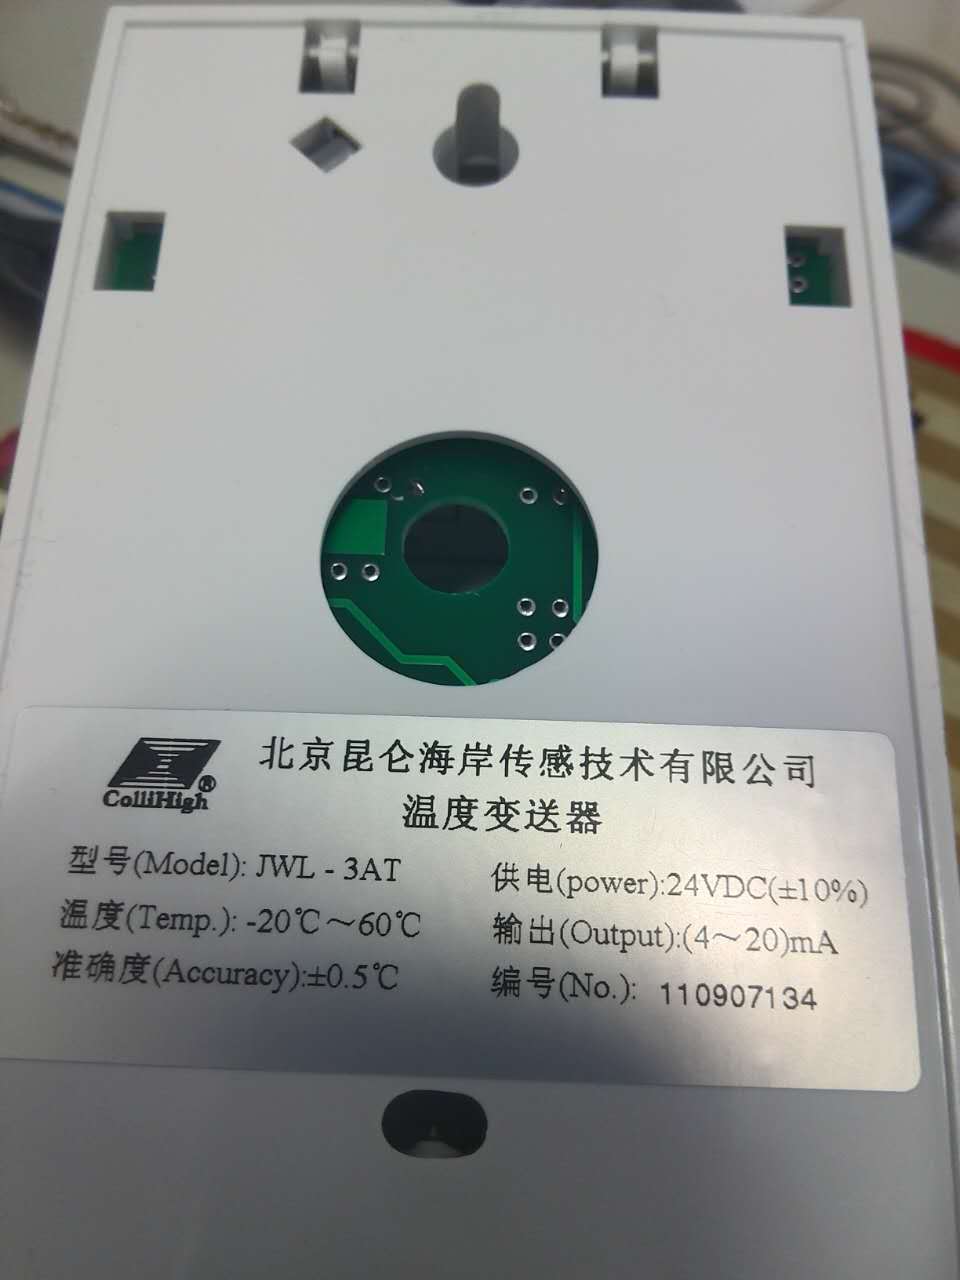 北京昆仑海岸传感技术有限公司
ColliHigh®
温度变送器
型号(Model): JWL - 3AT
供电(power):24VDC(±10%)
温度(Temp.): -20℃～60℃
输出(Output):(4～20)mA
准确度(Accuracy):±0.5℃
编号(No.): 110907134